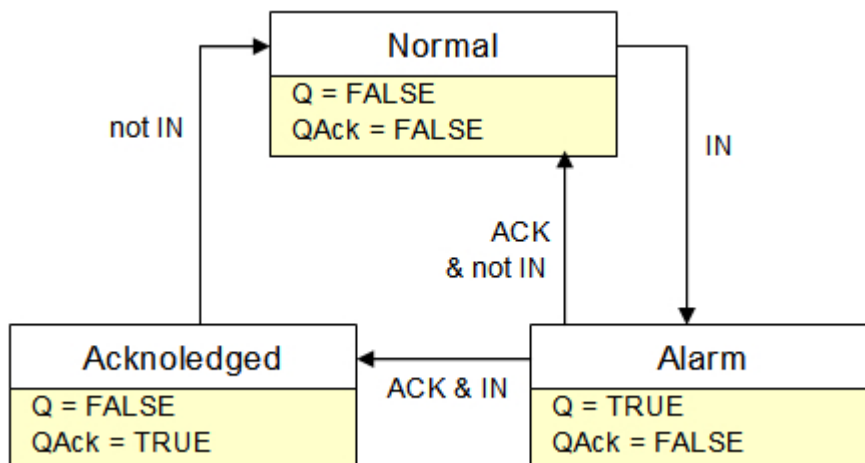 Normal
Q = FALSE
QAck = FALSE
not IN
IN
ACK
& not IN
Acknoledged
Q = FALSE
QAck = TRUE
ACK & IN
Alarm
Q = TRUE
QAck = FALSE